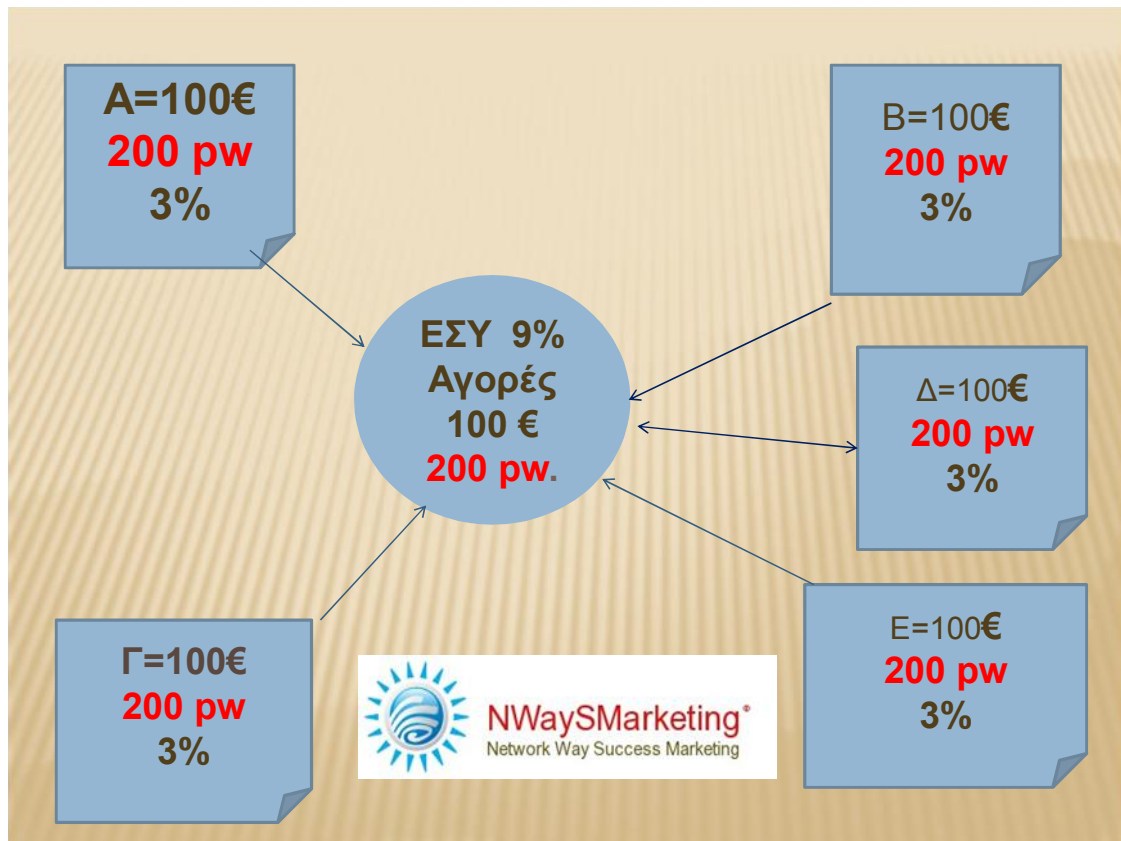 Α=100€
200 pw
3%
Β=100€
200 pw
3%
ΕΣΥ 9%
Αγορές
100 €
200 pw.
Δ=100€
200 pw
3%
Γ=100€
200 pw
3%
Ε=100€
200 pw
3%
NWaySMarketing®
Network Way Success Marketing